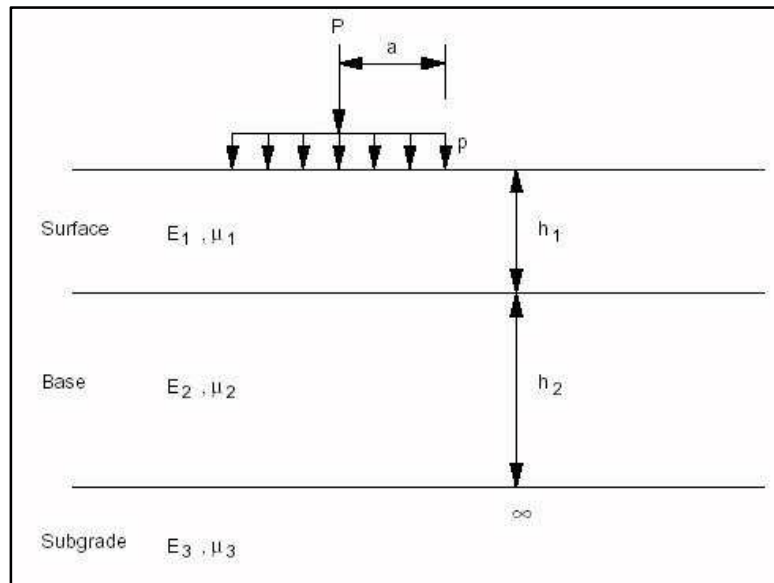 P
a
p
Surface E₁ , μ₁ h₁
Base E₂ , μ₂ h₂
∞
Subgrade E₃ , μ₃